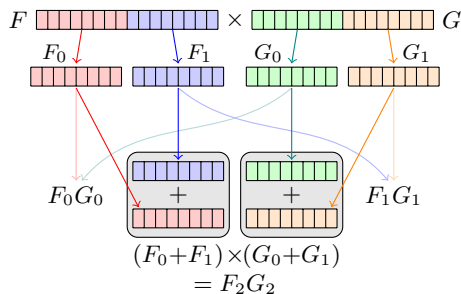 F × G
F₀ F₁ G₀ G₁
F₀G₀ + + F₁G₁
(F₀+F₁)×(G₀+G₁)
= F₂G₂